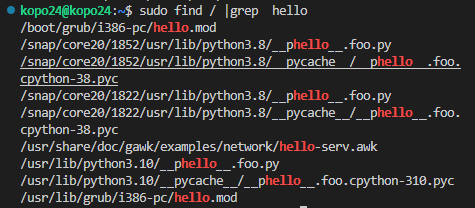 kopo24@kopo24:~$ sudo find / |grep  hello
/boot/grub/i386-pc/hello.mod
/snap/core20/1852/usr/lib/python3.8/__phello__.foo.py
/snap/core20/1852/usr/lib/python3.8/__pycache__/__phello__.foo.
cpython-38.pyc
/snap/core20/1822/usr/lib/python3.8/__phello__.foo.py
/snap/core20/1822/usr/lib/python3.8/__pycache__/__phello__.foo.
cpython-38.pyc
/usr/share/doc/gawk/examples/network/hello-serv.awk
/usr/lib/python3.10/__phello__.foo.py
/usr/lib/python3.10/__pycache__/__phello__.foo.cpython-310.pyc
/usr/lib/grub/i386-pc/hello.mod